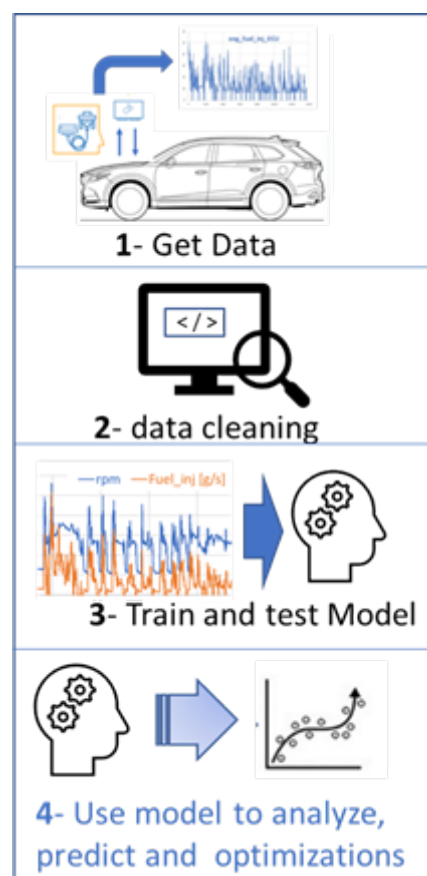 eng_fuel_inj_ECU
1- Get Data
</>
2- data cleaning
rpm Fuel_inj [g/s]
3- Train and test Model
4- Use model to analyze,
predict and optimizations